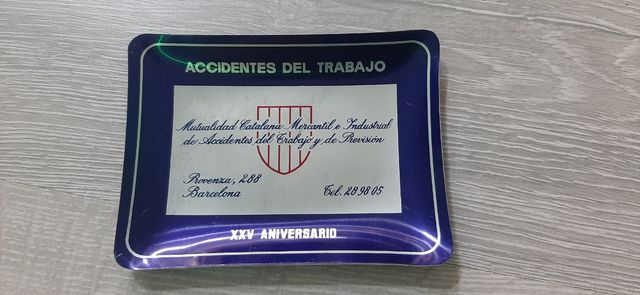 ACCIDENTES DEL TRABAJO
Mutualidad Catalana Mercantil e Industrial
de Accidentes del Trabajo y de Previsión
Provenza, 288
Barcelona
Tel. 28 98 05
XXV ANIVERSARIO